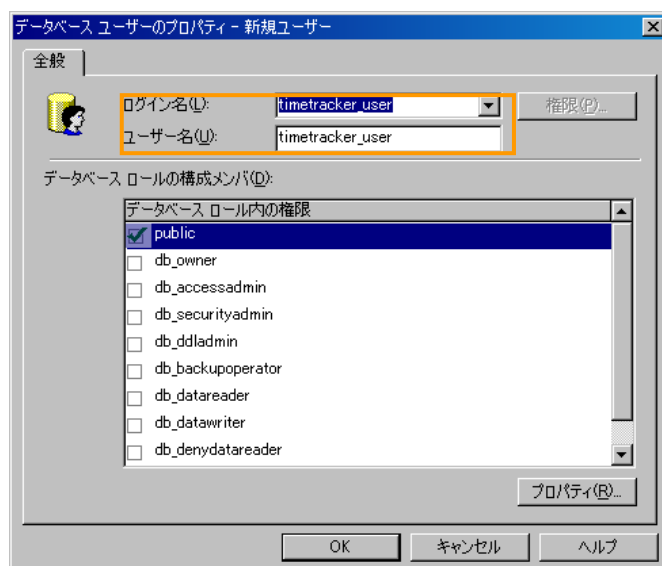 データベース ユーザーのプロパティ - 新規ユーザー
全般
ログイン名(L): timetracker_user 権限(P)...
ユーザー名(U): timetracker_user
データベース ロールの構成メンバ(D):
データベース ロール内の権限
public
db_owner
db_accessadmin
db_securityadmin
db_ddladmin
db_backupoperator
db_datareader
db_datawriter
db_denydatareader
プロパティ(R)...
OK キャンセル ヘルプ